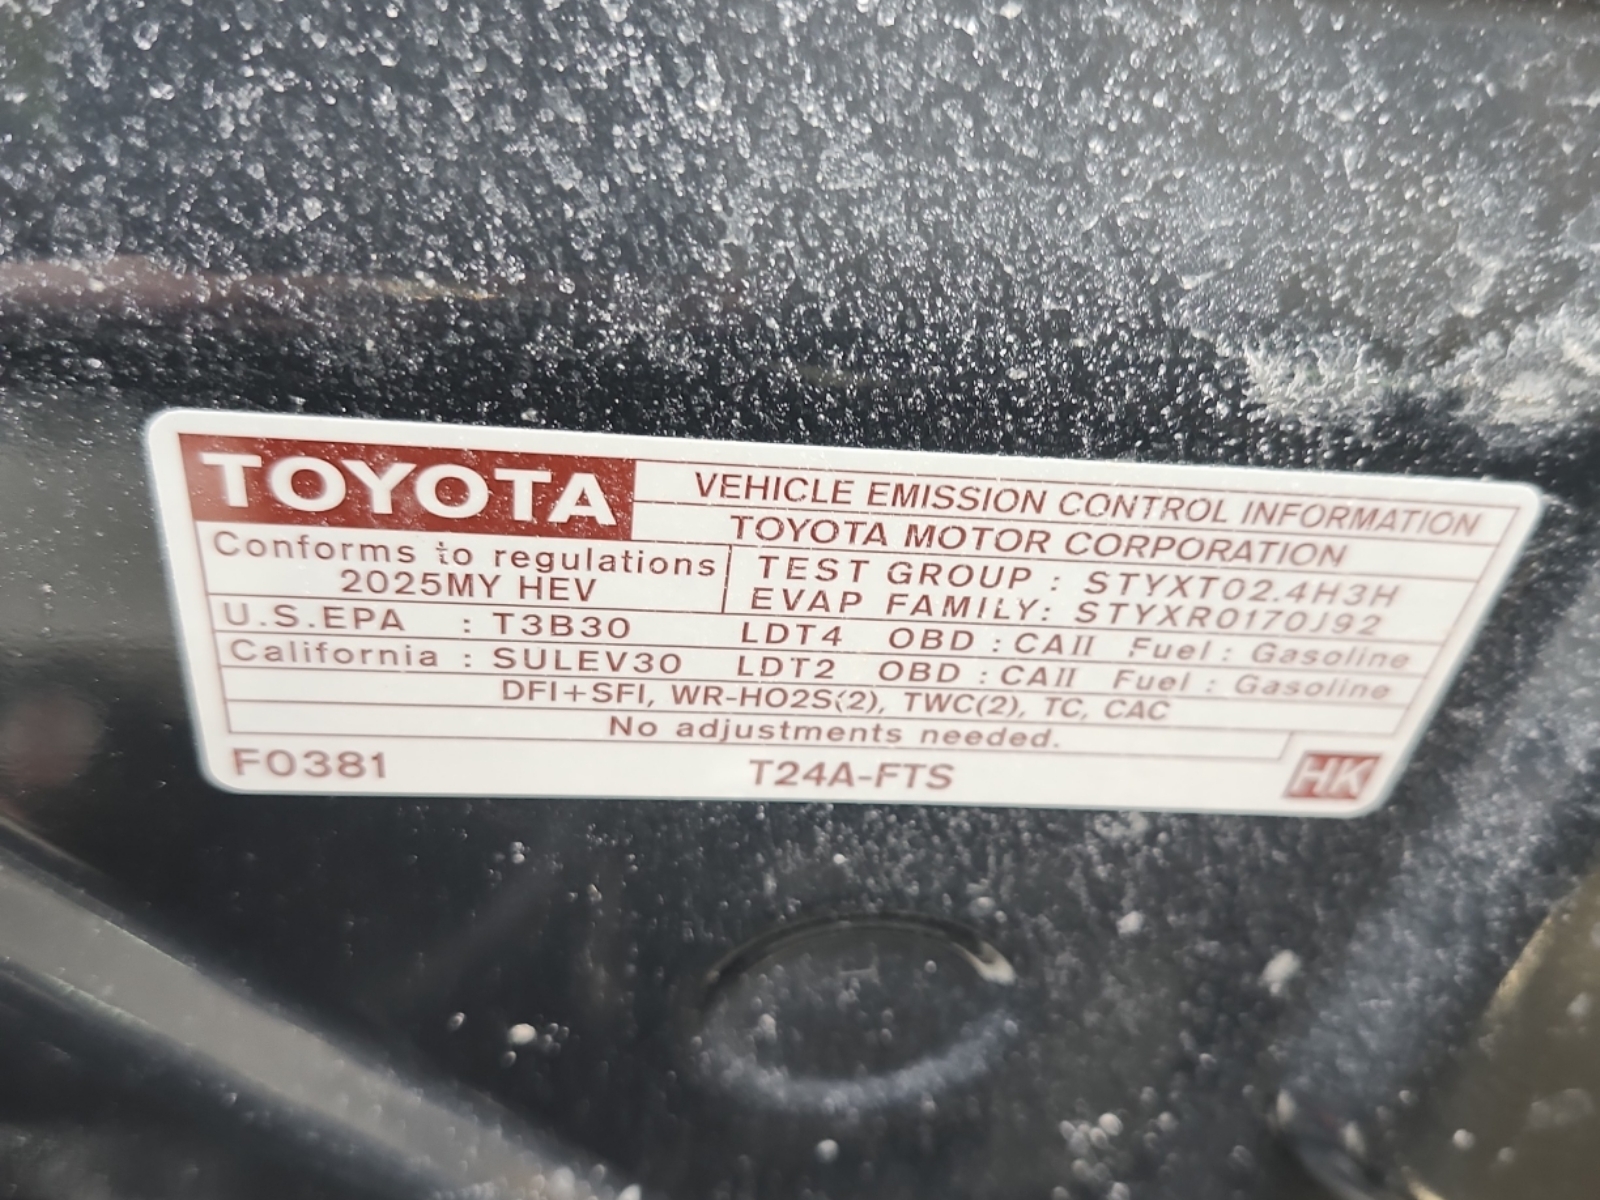 TOYOTA VEHICLE EMISSION CONTROL INFORMATION
TOYOTA MOTOR CORPORATION
Conforms to regulations
2025MY HEV
TEST GROUP : STYXT02.4H3H
EVAP FAMILY: STYXR0170J92
U.S.EPA : T3B30 LDT4 OBD : CAII Fuel : Gasoline
California : SULEV30 LDT2 OBD : CAII Fuel : Gasoline
DFI+SFI, WR-HO2S(2), TWC(2), TC, CAC
No adjustments needed.
F0381 T24A-FTS HK